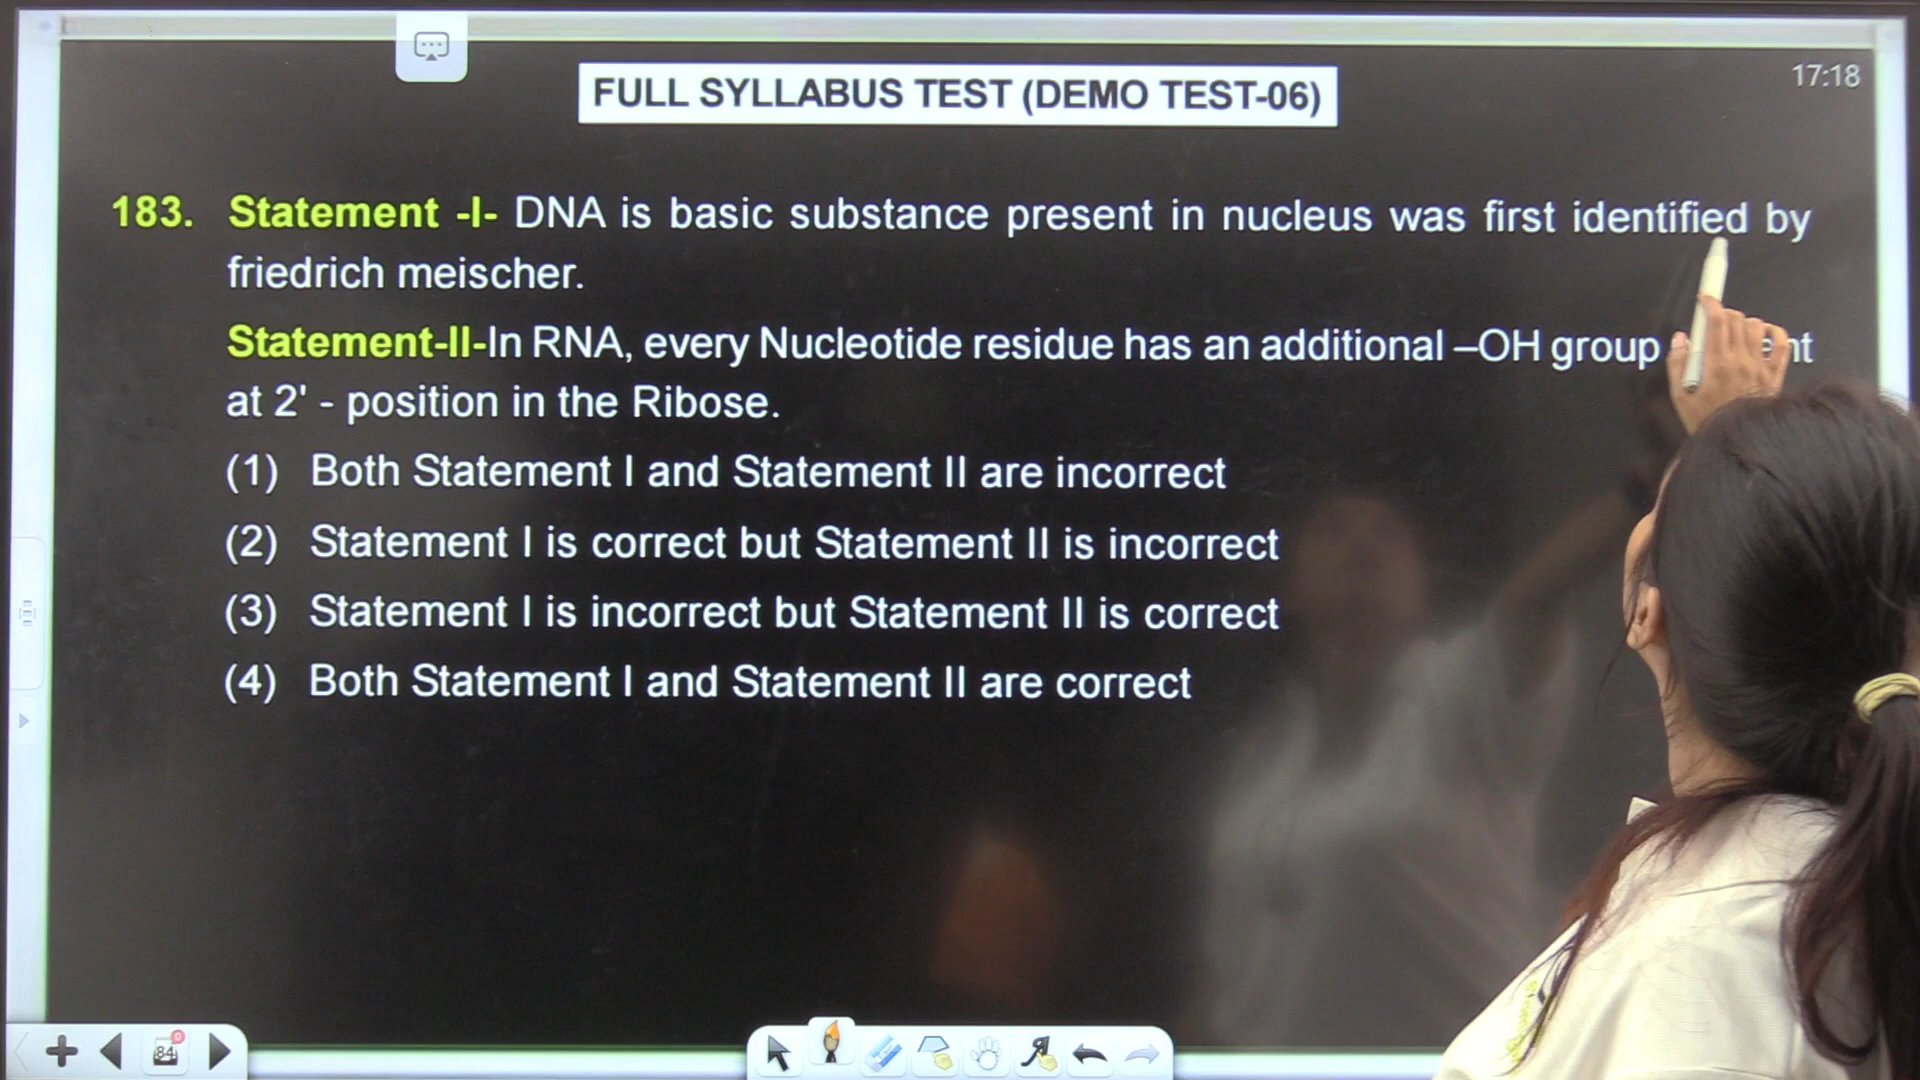 17:18
FULL SYLLABUS TEST (DEMO TEST-06)
183. Statement -I- DNA is basic substance present in nucleus was first identified by
friedrich meischer.
Statement-II-In RNA, every Nucleotide residue has an additional –OH group
at 2' - position in the Ribose.
(1) Both Statement I and Statement II are incorrect
(2) Statement I is correct but Statement II is incorrect
(3) Statement I is incorrect but Statement II is correct
(4) Both Statement I and Statement II are correct
84
0